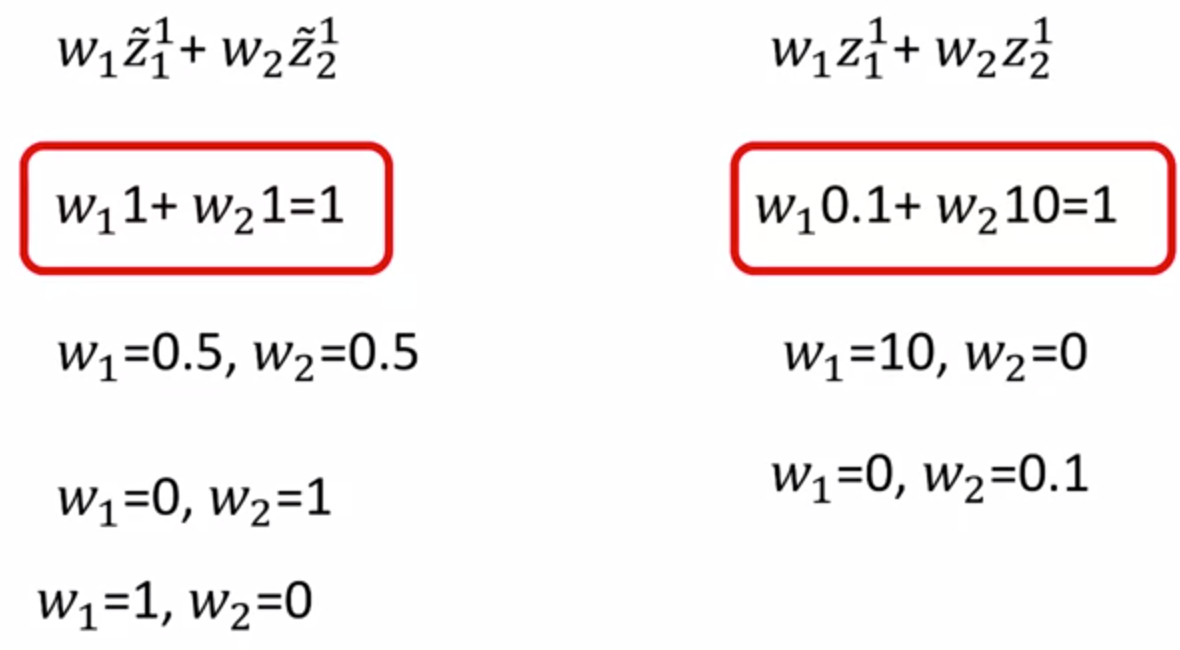 w₁z̃₁¹+ w₂z̃₂¹
w₁1+ w₂1=1
w₁=0.5, w₂=0.5
w₁=0, w₂=1
w₁=1, w₂=0
w₁z₁¹+ w₂z₂¹
w₁0.1+ w₂10=1
w₁=10, w₂=0
w₁=0, w₂=0.1